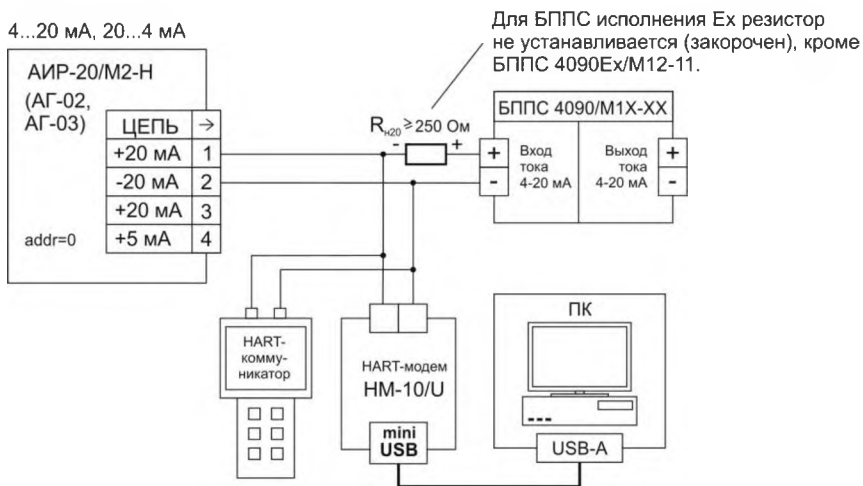 Для БППС исполнения Ex резистор
не устанавливается (закорочен), кроме
БППС 4090Ex/М12-11.
4...20 мА, 20...4 мА
АИР-20/М2-Н
(АГ-02,
АГ-03)
ЦЕПЬ →
+20 мА 1
-20 мА 2
+20 мА 3
+5 мА 4
addr=0
Rн20 ≥ 250 Ом
- +
БППС 4090/М1Х-ХХ
+ Вход тока 4-20 мА -
Выход тока 4-20 мА + -
HART-
комму-
никатор
HART-модем
HM-10/U
mini
USB
ПК
USB-A